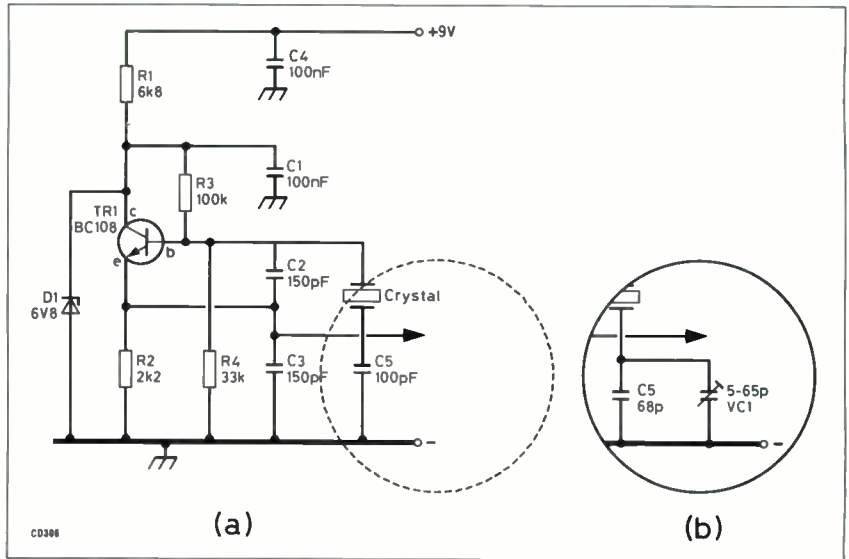 +9V
C4
100nF
R1
6k8
C1
100nF
R3
100k
TR1
BC108
c
b
e
C2
150pF
Crystal
D1
6V8
R2
2k2
R4
33k
C3
150pF
C5
100pF
-
C5
68p
5-65p
VC1
-
(a)
(b)
CD306